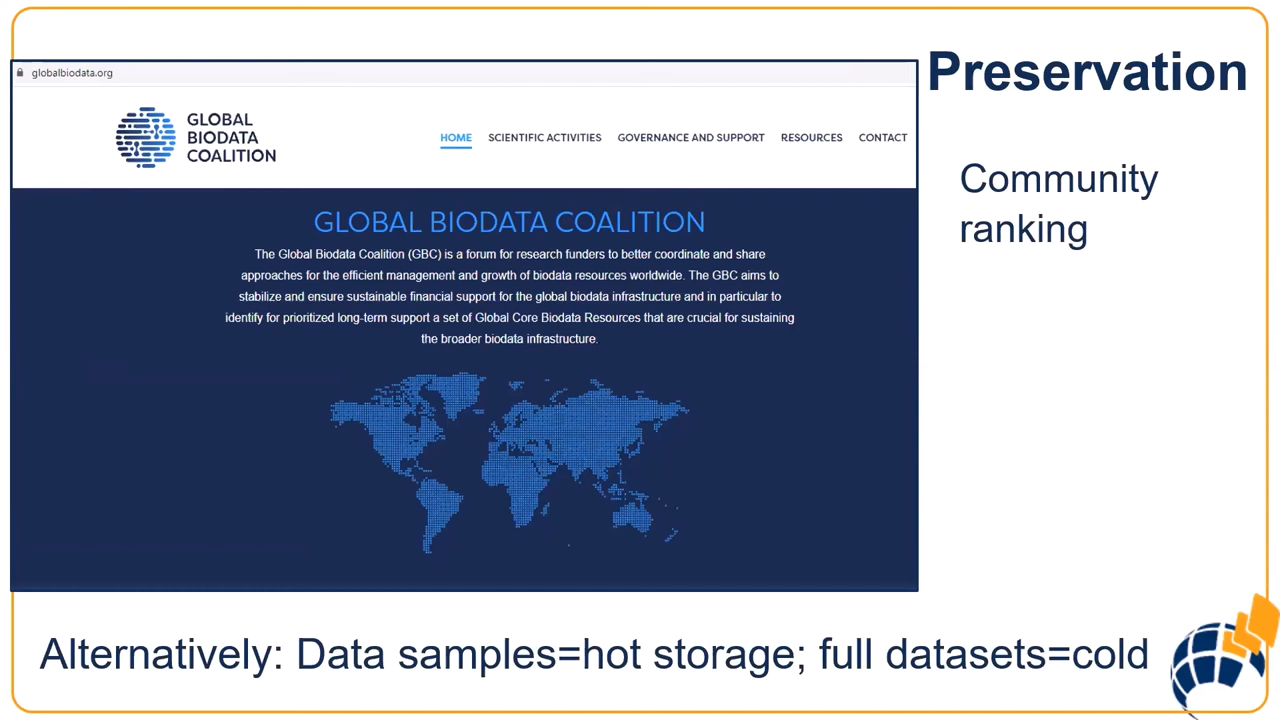 Preservation
globalbiodata.org
GLOBAL
BIODATA
COALITION
HOME SCIENTIFIC ACTIVITIES GOVERNANCE AND SUPPORT RESOURCES CONTACT
GLOBAL BIODATA COALITION
The Global Biodata Coalition (GBC) is a forum for research funders to better coordinate and share
approaches for the efficient management and growth of biodata resources worldwide. The GBC aims to
stabilize and ensure sustainable financial support for the global biodata infrastructure and in particular to
identify for prioritized long-term support a set of Global Core Biodata Resources that are crucial for sustaining
the broader biodata infrastructure.
Community
ranking
Alternatively: Data samples=hot storage; full datasets=cold